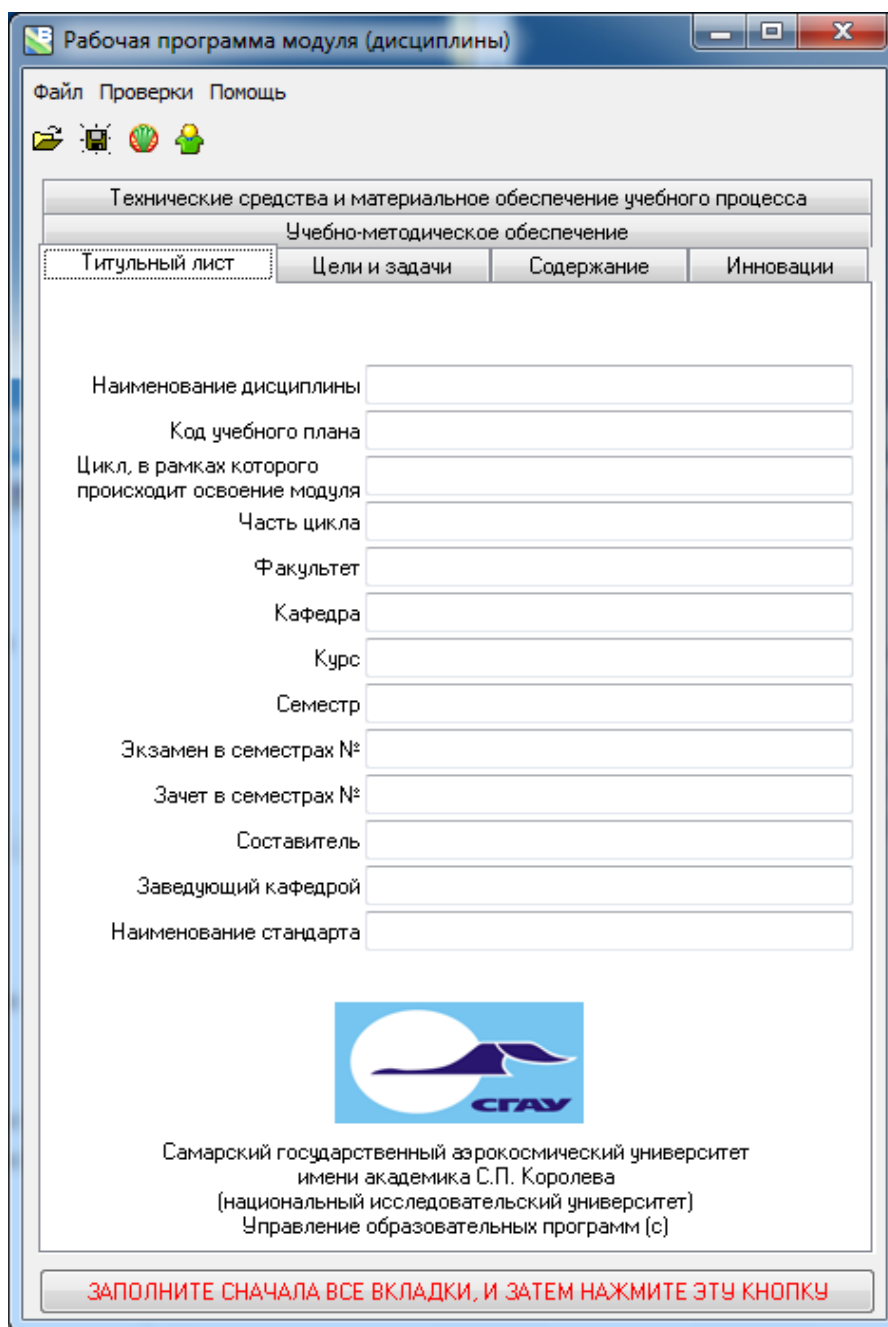 Рабочая программа модуля (дисциплины)
Файл Проверки Помощь
Технические средства и материальное обеспечение учебного процесса
Учебно-методическое обеспечение
Титульный лист Цели и задачи Содержание Инновации
Наименование дисциплины
Код учебного плана
Цикл, в рамках которого
происходит освоение модуля
Часть цикла
Факультет
Кафедра
Курс
Семестр
Экзамен в семестрах №
Зачет в семестрах №
Составитель
Заведующий кафедрой
Наименование стандарта
СГАУ
Самарский государственный аэрокосмический университет
имени академика С.П. Королева
(национальный исследовательский университет)
Управление образовательных программ (с)
ЗАПОЛНИТЕ СНАЧАЛА ВСЕ ВКЛАДКИ, И ЗАТЕМ НАЖМИТЕ ЭТУ КНОПКУ